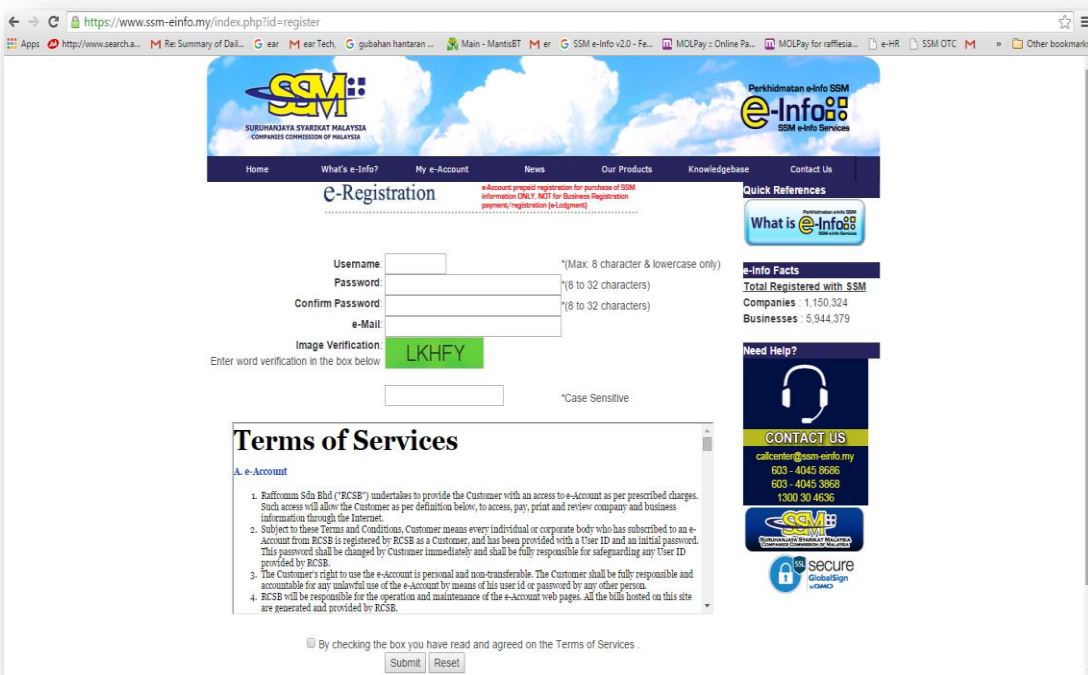 https://www.ssm-einfo.my/index.php?id=register
Apps http://www.search.a... Re: Summary of Dail... ear ear Tech, gubahan hantaran ... Main - MantisBT er SSM e-Info v2.0 - Fe... MOLPay :: Online Pa... MOLPay for rafflesia... e-HR SSM OTC » Other bookmarks
SSM
SURUHANJAYA SYARIKAT MALAYSIA
COMPANIES COMMISSION OF MALAYSIA
Perkhidmatan e-Info SSM
e-Info
SSM e-Info Services
Home What's e-Info? My e-Account News Our Products Knowledgebase Contact Us
e-Registration
e-Account prepaid registration for purchase of SSM
information ONLY, NOT for Business Registration
payment/registration (e-Lodgment)
Username:
*(Max: 8 character & lowercase only)
Password:
*(8 to 32 characters)
Confirm Password:
*(8 to 32 characters)
e-Mail:
Image Verification:
Enter word verification in the box below
LKHFY
*Case Sensitive
Terms of Services
A. e-Account
1. Raffcomm Sdn Bhd ("RCSB") undertakes to provide the Customer with an access to e-Account as per prescribed charges.
Such access will allow the Customer as per definition below, to access, pay, print and review company and business
information through the Internet.
2. Subject to these Terms and Conditions, Customer means every individual or corporate body who has subscribed to an e-
Account from RCSB is registered by RCSB as a Customer, and has been provided with a User ID and an initial password.
This password shall be changed by Customer immediately and shall be fully responsible for safeguarding any User ID
provided by RCSB.
3. The Customer's right to use the e-Account is personal and non-transferable. The Customer shall be fully responsible and
accountable for any unlawful use of the e-Account by means of his user id or password by any other person.
4. RCSB will be responsible for the operation and maintenance of the e-Account web pages. All the bills hosted on this site
are generated and provided by RCSB.
By checking the box you have read and agreed on the Terms of Services .
Submit Reset
Quick References
Perkhidmatan e-Info SSM
What is e-Info
SSM e-Info Services
e-Info Facts
Total Registered with SSM
Companies : 1,150,324
Businesses : 5,944,379
Need Help?
CONTACT US
callcenter@ssm-einfo.my
603 - 4045 8686
603 - 4045 3868
1300 30 4636
SSM
SURUHANJAYA SYARIKAT MALAYSIA
COMPANIES COMMISSION OF MALAYSIA
SSL
SECURE
GlobalSign
by GMO